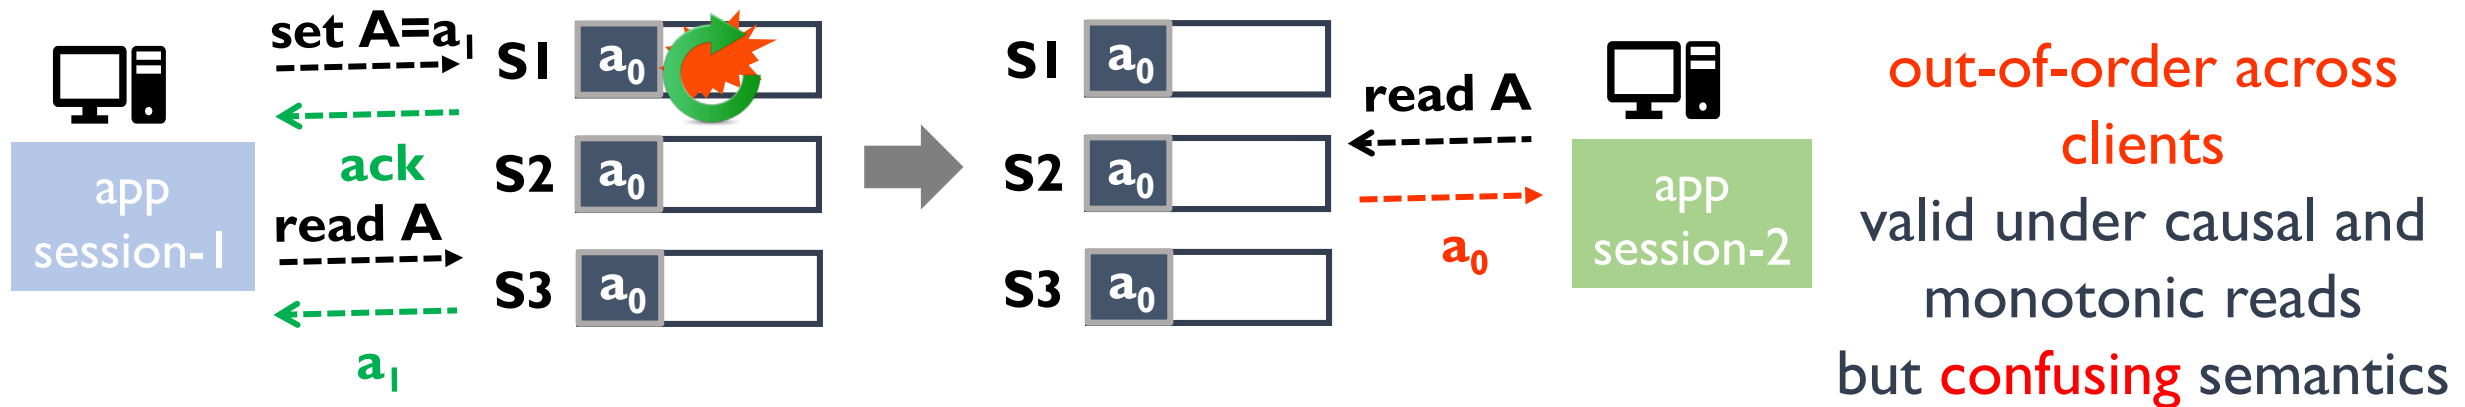 set A=a₁
ack
read A
a₁
app
session-1
S1 a₀
S2 a₀
S3 a₀
S1 a₀
S2 a₀
S3 a₀
read A
a₀
app
session-2
out-of-order across
clients
valid under causal and
monotonic reads
but confusing semantics